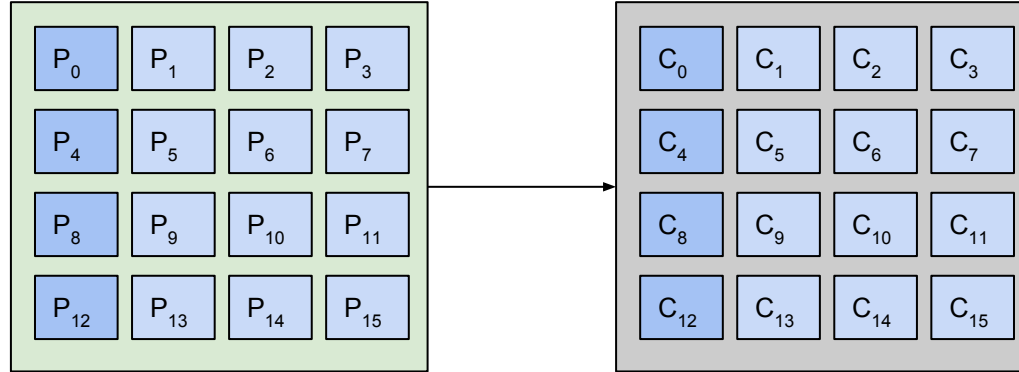 P₀ P₁ P₂ P₃ C₀ C₁ C₂ C₃
P₄ P₅ P₆ P₇ C₄ C₅ C₆ C₇
P₈ P₉ P₁₀ P₁₁ C₈ C₉ C₁₀ C₁₁
P₁₂ P₁₃ P₁₄ P₁₅ C₁₂ C₁₃ C₁₄ C₁₅